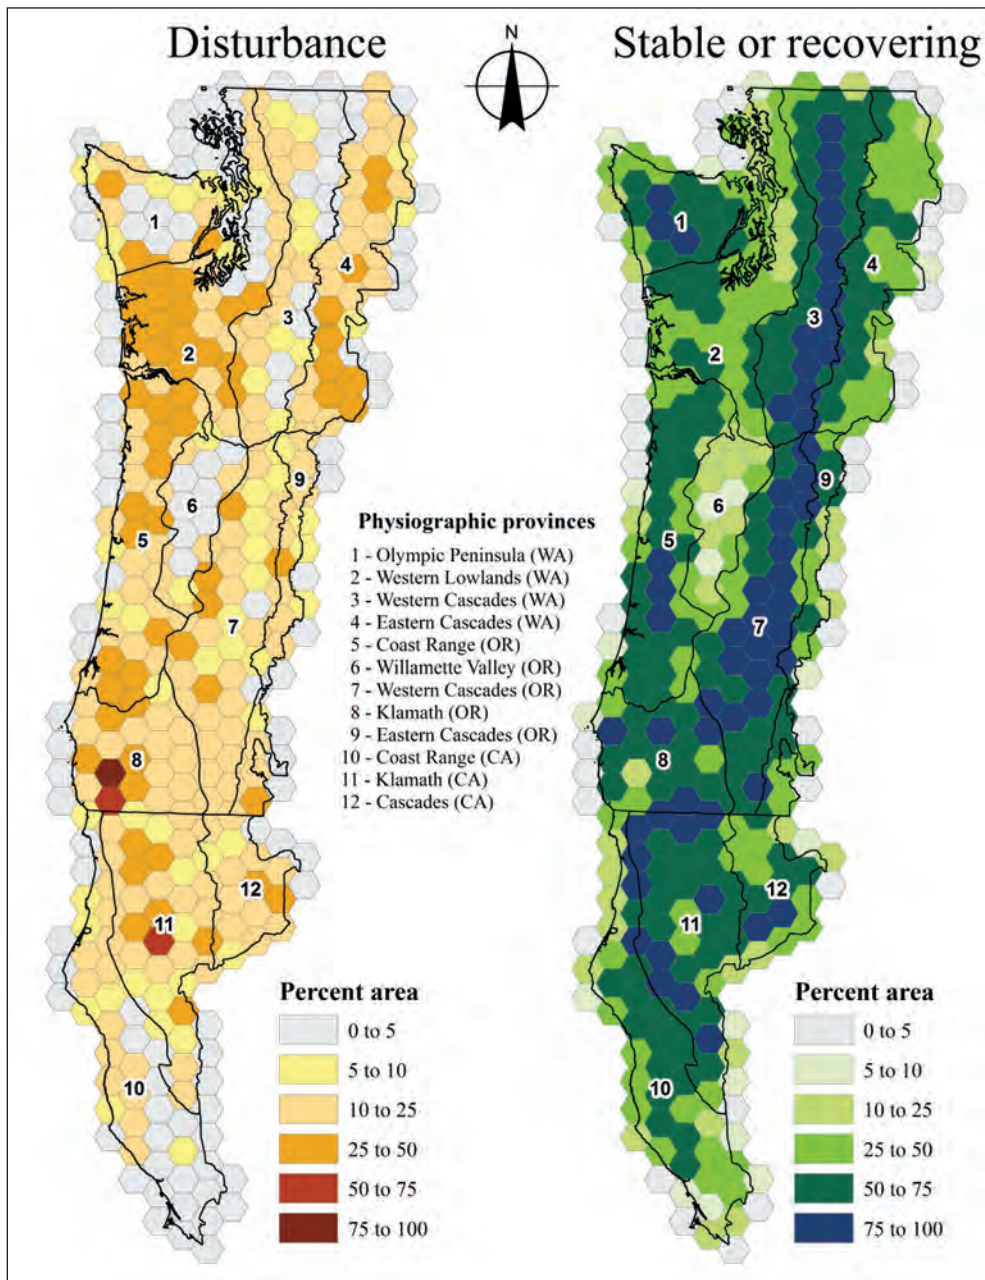 Disturbance
N
Stable or recovering
1
2
3
4
5
6
7
8
9
10
11
12
1
2
3
4
5
6
7
8
9
10
11
12
Physiographic provinces
1 - Olympic Peninsula (WA)
2 - Western Lowlands (WA)
3 - Western Cascades (WA)
4 - Eastern Cascades (WA)
5 - Coast Range (OR)
6 - Willamette Valley (OR)
7 - Western Cascades (OR)
8 - Klamath (OR)
9 - Eastern Cascades (OR)
10 - Coast Range (CA)
11 - Klamath (CA)
12 - Cascades (CA)
Percent area
0 to 5
5 to 10
10 to 25
25 to 50
50 to 75
75 to 100
Percent area
0 to 5
5 to 10
10 to 25
25 to 50
50 to 75
75 to 100